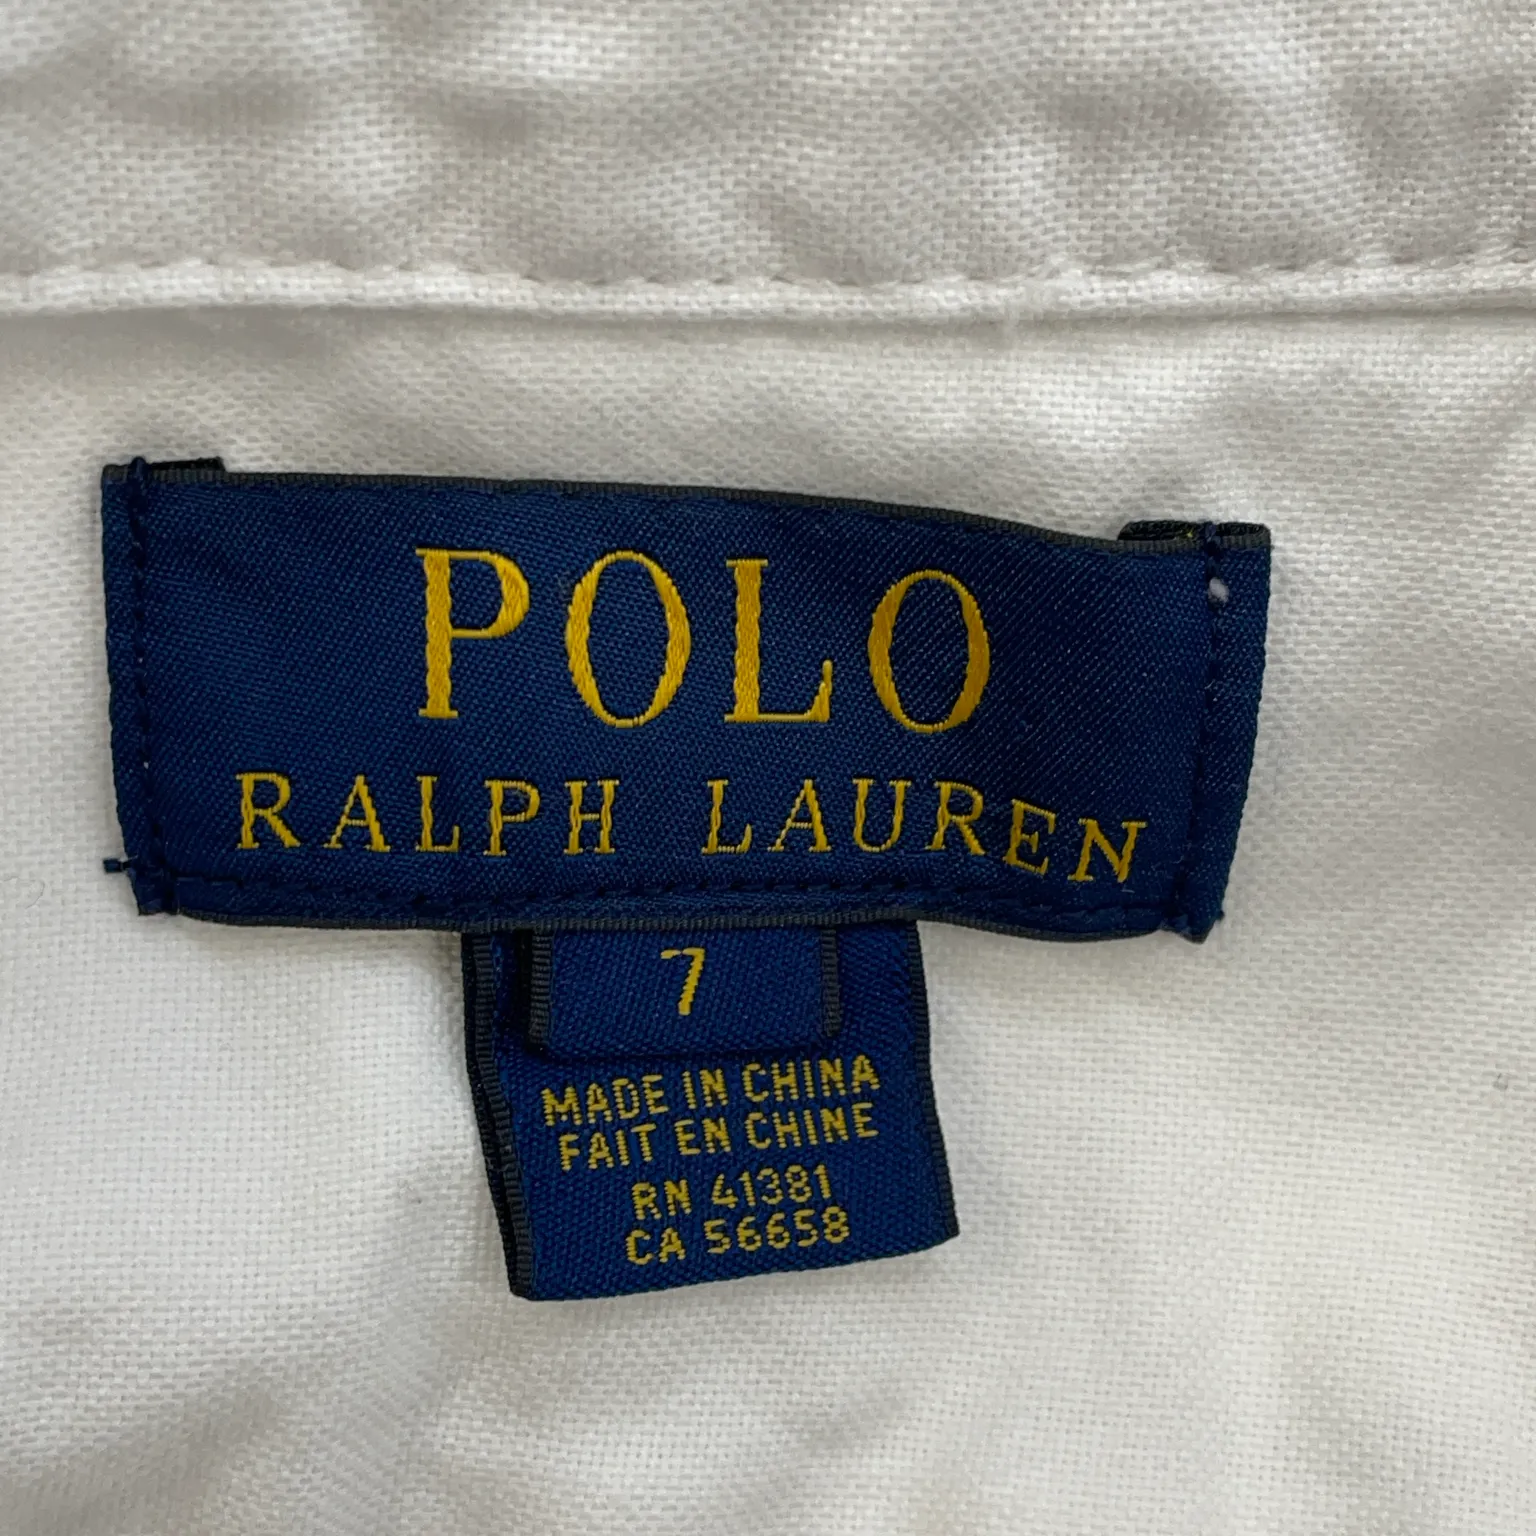 POLO
RALPH LAUREN
7
MADE IN CHINA
FAIT EN CHINE
RN 41381
CA 56658